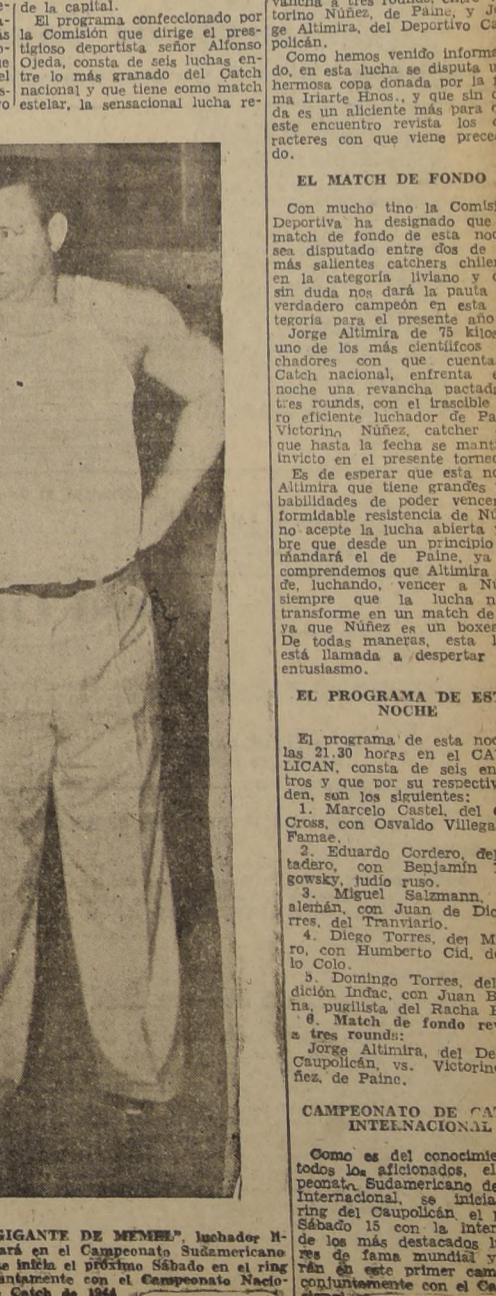 de la capital.
El programa confeccionado por
la Comisión que dirige el pres-
tigioso deportista señor Alfonso
Ojeda, consta de seis luchas en-
tre lo más granado del Catch
nacional y que tiene como match
estelar, la sensacional lucha re-
vancha a tres rounds,
torino Núñez, de Paine, y J
ge Altimira, del Deportivo Ca
policán.
Como hemos venido informa
do, en esta lucha se disputa u
hermosa copa donada por la
ma Iriarte Hnos., y que sin
da es un aliciente más para
este encuentro revista los
racteres con que viene prece
do.
EL MATCH DE FONDO
Con mucho tino la Comisi
Deportiva ha designado que
match de fondo de esta noc
sea disputado entre dos de
más salientes catchers chile
en la categoría liviano y
sin duda nos dará la pauta
verdadero campeón en esta
tegoría para el presente año
Jorge Altimira de 75 kilos
uno de los más científicos
chadores con que cuenta
Catch nacional, enfrenta
noche una revancha pactada
tres rounds, con el irascible
ro eficiente luchador de Pa
Victorino Núñez, catcher
que hasta la fecha se mant
invicto en el presente torneo
Es de esperar que esta no
Altimira que tiene grandes
babilidades de poder vencer
formidable resistencia de Nú
no acepte la lucha abierta
bre que desde un principio
mandará el de Paine, ya
comprendemos que Altimira
de, luchando, vencer a Nú
siempre que la lucha n
transforme en un match de
ya que Núñez es un boxer
De todas maneras, esta l
está llamada a despertar
entusiasmo.
EL PROGRAMA DE EST
NOCHE
El programa de esta noc
las 21.30 horas en el CA
LICAN, consta de seis en
tros y que por su respectiv
den, son los siguientes:
1. Marcelo Castel, del
Cross, con Osvaldo Villega
Famae.
2. Eduardo Cordero, de
tadero, con Benjamín
gowsky, judío ruso.
3. Miguel Salzmann,
alemán, con Juan de Dio
rres, del Tranviario.
4. Diego Torres, del M
ro, con Humberto Cid, de
lo Colo.
5. Domingo Torres, del
dición Indac, con Juan B
ña, pugilista del Racha
6. Match de fondo re
a tres rounds:
Jorge Altimira, del De
Caupolicán, vs. Victorin
ñez, de Paine.
CAMPEONATO DE CA
INTERNACIONAL
Como es del conocimie
todos los aficionados, el
peonato Sudamericano de
Internacional, se inicia
ring del Caupolicán el
Sábado 15 con la inter
de los más destacados l
res de fama mundial y
rán en este primer cam
conjuntamente con el Ca
GIGANTE DE MEMEL", luchador li-
ará en el Campeonato Sudamericano
se inicia el próximo Sábado en el ring
untamente con el Campeonato Nacio-
Catch de 1944